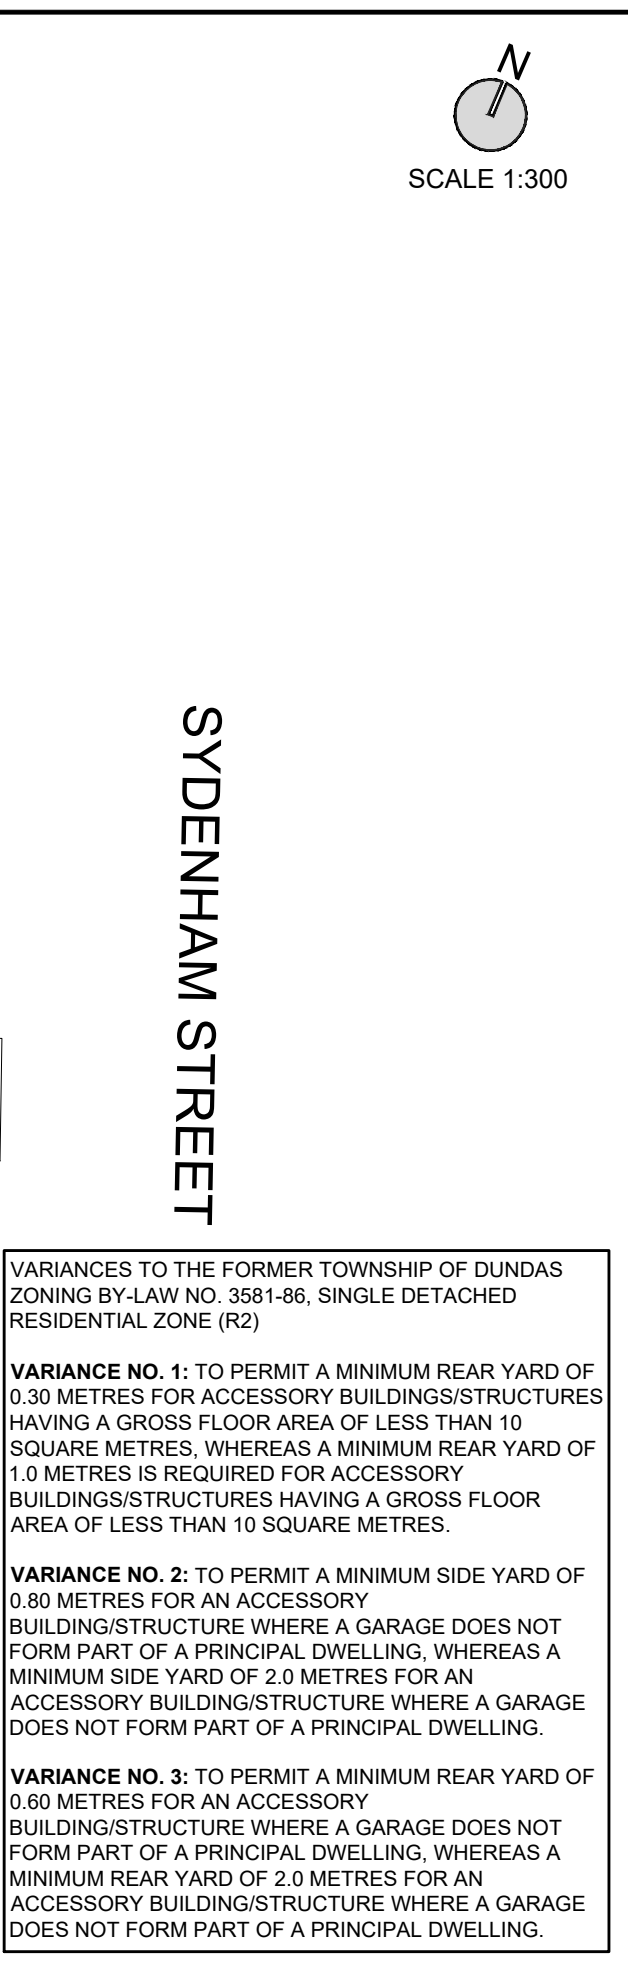 N
SCALE 1:300
SYDENHAM STREET
VARIANCES TO THE FORMER TOWNSHIP OF DUNDAS
ZONING BY-LAW NO. 3581-86, SINGLE DETACHED
RESIDENTIAL ZONE (R2)
VARIANCE NO. 1: TO PERMIT A MINIMUM REAR YARD OF
0.30 METRES FOR ACCESSORY BUILDINGS/STRUCTURES
HAVING A GROSS FLOOR AREA OF LESS THAN 10
SQUARE METRES, WHEREAS A MINIMUM REAR YARD OF
1.0 METRES IS REQUIRED FOR ACCESSORY
BUILDINGS/STRUCTURES HAVING A GROSS FLOOR
AREA OF LESS THAN 10 SQUARE METRES.
VARIANCE NO. 2: TO PERMIT A MINIMUM SIDE YARD OF
0.80 METRES FOR AN ACCESSORY
BUILDING/STRUCTURE WHERE A GARAGE DOES NOT
FORM PART OF A PRINCIPAL DWELLING, WHEREAS A
MINIMUM SIDE YARD OF 2.0 METRES FOR AN
ACCESSORY BUILDING/STRUCTURE WHERE A GARAGE
DOES NOT FORM PART OF A PRINCIPAL DWELLING.
VARIANCE NO. 3: TO PERMIT A MINIMUM REAR YARD OF
0.60 METRES FOR AN ACCESSORY
BUILDING/STRUCTURE WHERE A GARAGE DOES NOT
FORM PART OF A PRINCIPAL DWELLING, WHEREAS A
MINIMUM REAR YARD OF 2.0 METRES FOR AN
ACCESSORY BUILDING/STRUCTURE WHERE A GARAGE
DOES NOT FORM PART OF A PRINCIPAL DWELLING.